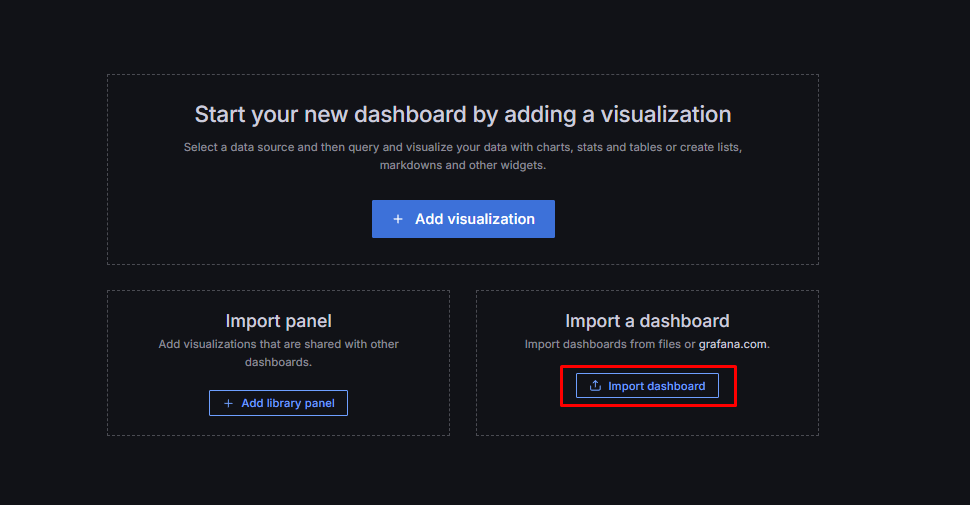 Start your new dashboard by adding a visualization
Select a data source and then query and visualize your data with charts, stats and tables or create lists,
markdowns and other widgets.
+ Add visualization
Import panel
Add visualizations that are shared with other
dashboards.
+ Add library panel
Import a dashboard
Import dashboards from files or grafana.com.
Import dashboard